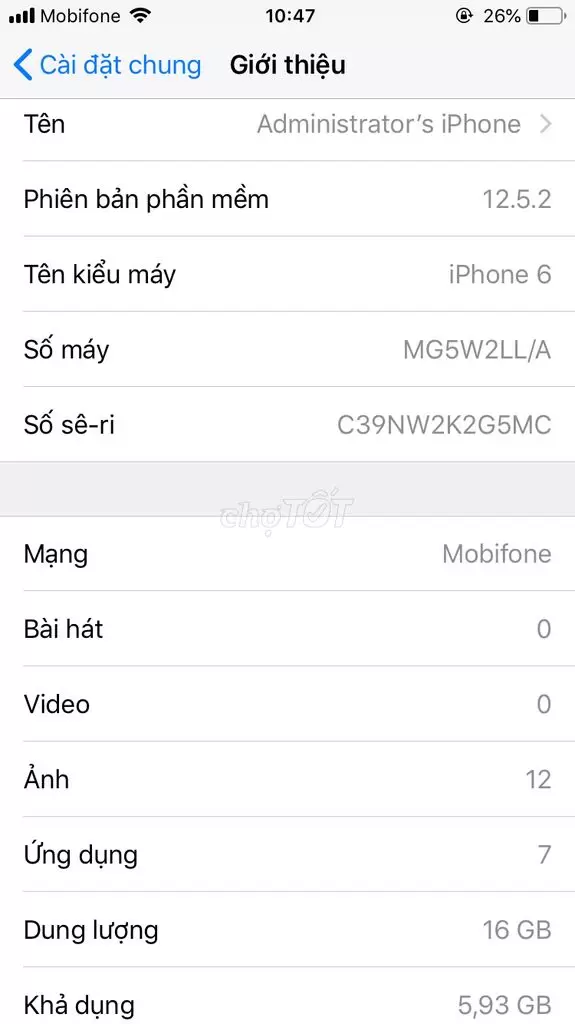 Mobifone 10:47 26%
Cài đặt chung Giới thiệu
Tên Administrator’s iPhone
Phiên bản phần mềm 12.5.2
Tên kiểu máy iPhone 6
Số máy MG5W2LL/A
Số sê-ri C39NW2K2G5MC
chợTỐT
Mạng Mobifone
Bài hát 0
Video 0
Ảnh 12
Ứng dụng 7
Dung lượng 16 GB
Khả dụng 5,93 GB